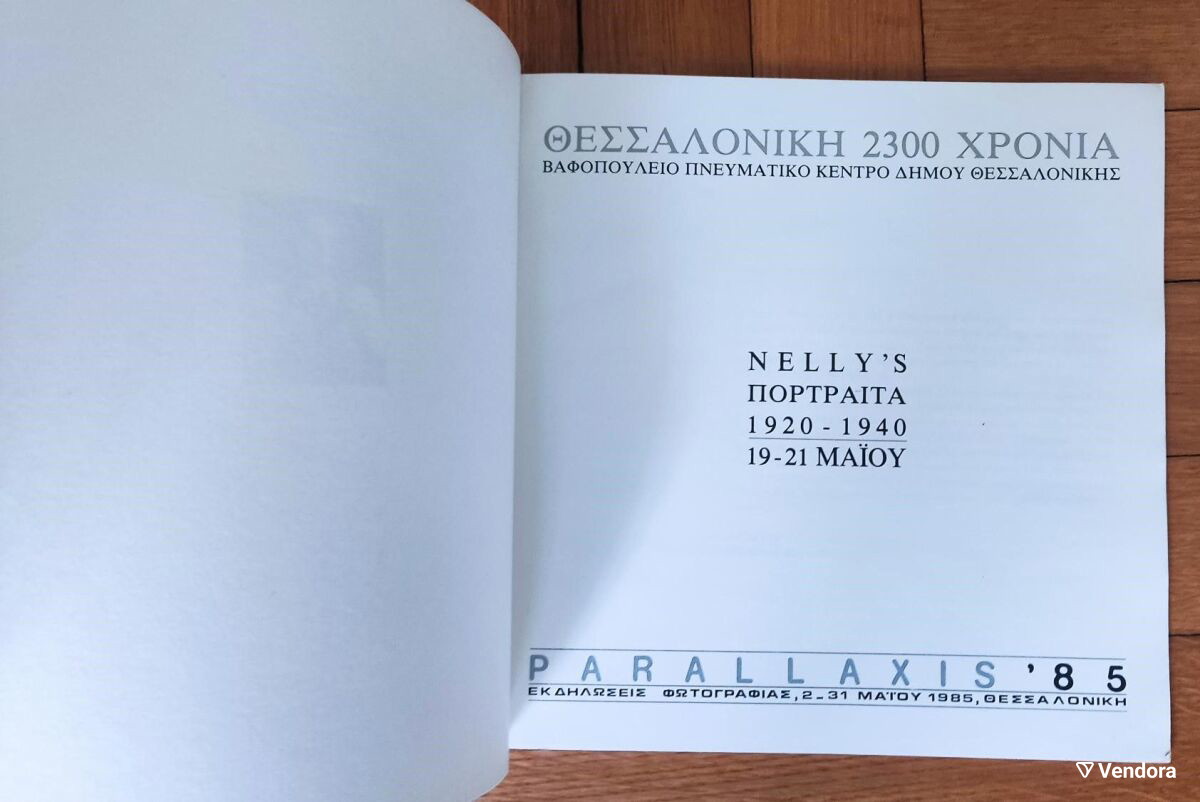 ΘΕΣΣΑΛΟΝΙΚΗ 2300 ΧΡΟΝΙΑ
ΒΑΦΟΠΟΥΛΕΙΟ ΠΝΕΥΜΑΤΙΚΟ ΚΕΝΤΡΟ ΔΗΜΟΥ ΘΕΣΣΑΛΟΝΙΚΗΣ
NELLY'S
ΠΟΡΤΡΑΙΤΑ
1920 - 1940
19-21 ΜΑΪΟΥ
PARALLAXIS '85
ΕΚΔΗΛΩΣΕΙΣ ΦΩΤΟΓΡΑΦΙΑΣ, 2-31 ΜΑΪΟΥ 1985, ΘΕΣΣΑΛΟΝΙΚΗ
Vendora